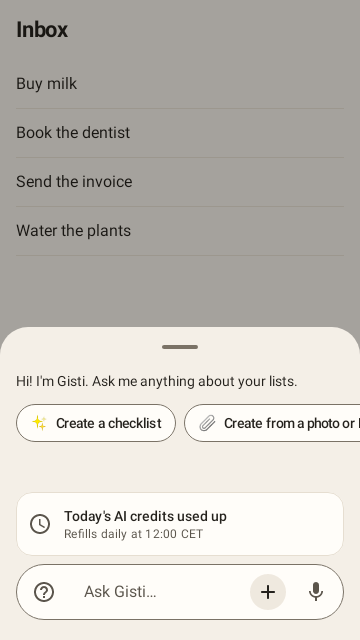 Inbox
Buy milk
Book the dentist
Send the invoice
Water the plants
Hi! I'm Gisti. Ask me anything about your lists.
Create a checklist
Create from a photo or
Today's AI credits used up
Refills daily at 12:00 CET
Ask Gisti...